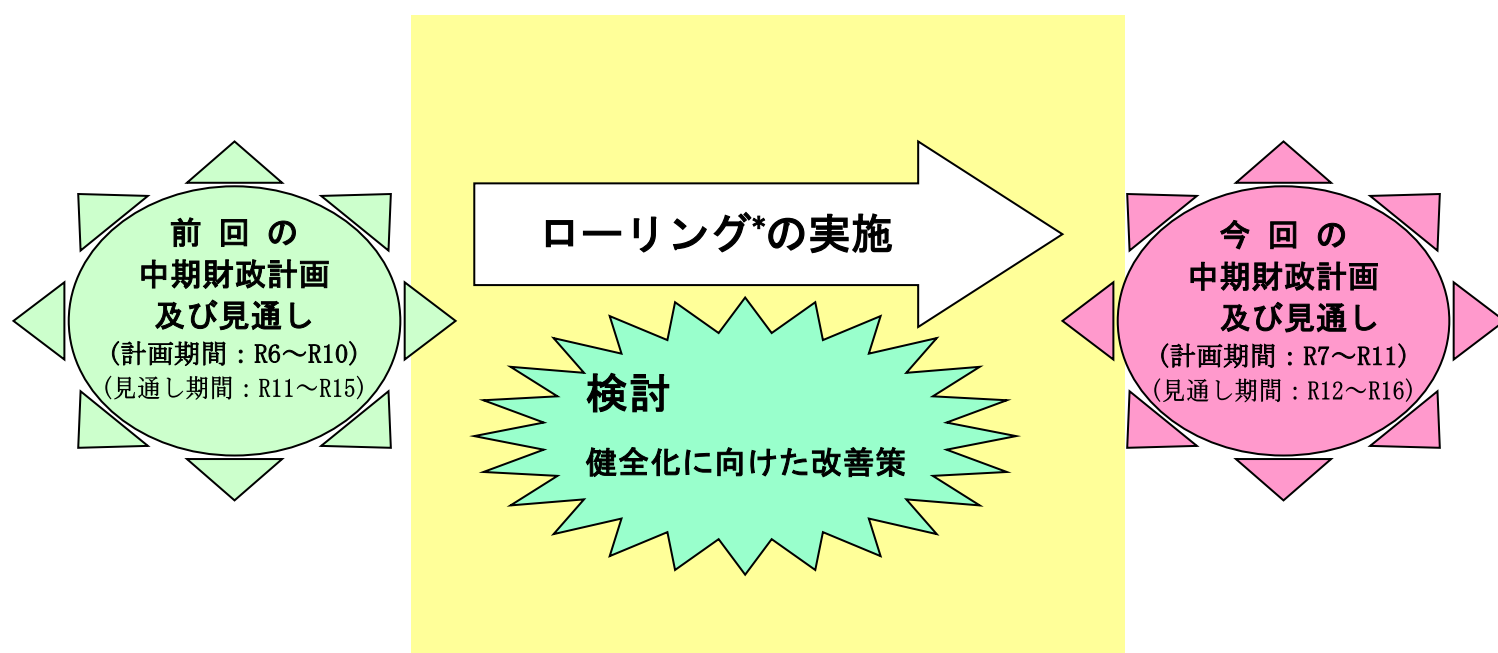 前 回 の
中期財政計画
及び見通し
(計画期間：R6～R10)
(見通し期間：R11～R15)
ローリング*の実施
検討
健全化に向けた改善策
今 回 の
中期財政計画
及び見通し
(計画期間：R7～R11)
(見通し期間：R12～R16)